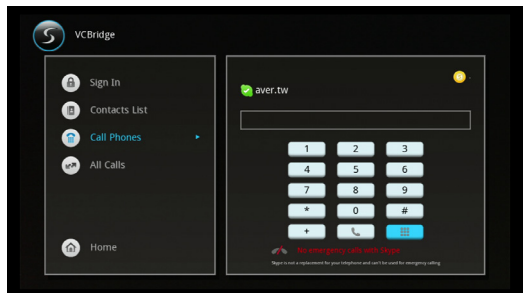 VCBridge
Sign In
Contacts List
Call Phones
All Calls
Home
aver.tw
1 2 3
4 5 6
7 8 9
* 0 #
+
No emergency calls with Skype
Skype is not a replacement for your telephone and can't be used for emergency calling